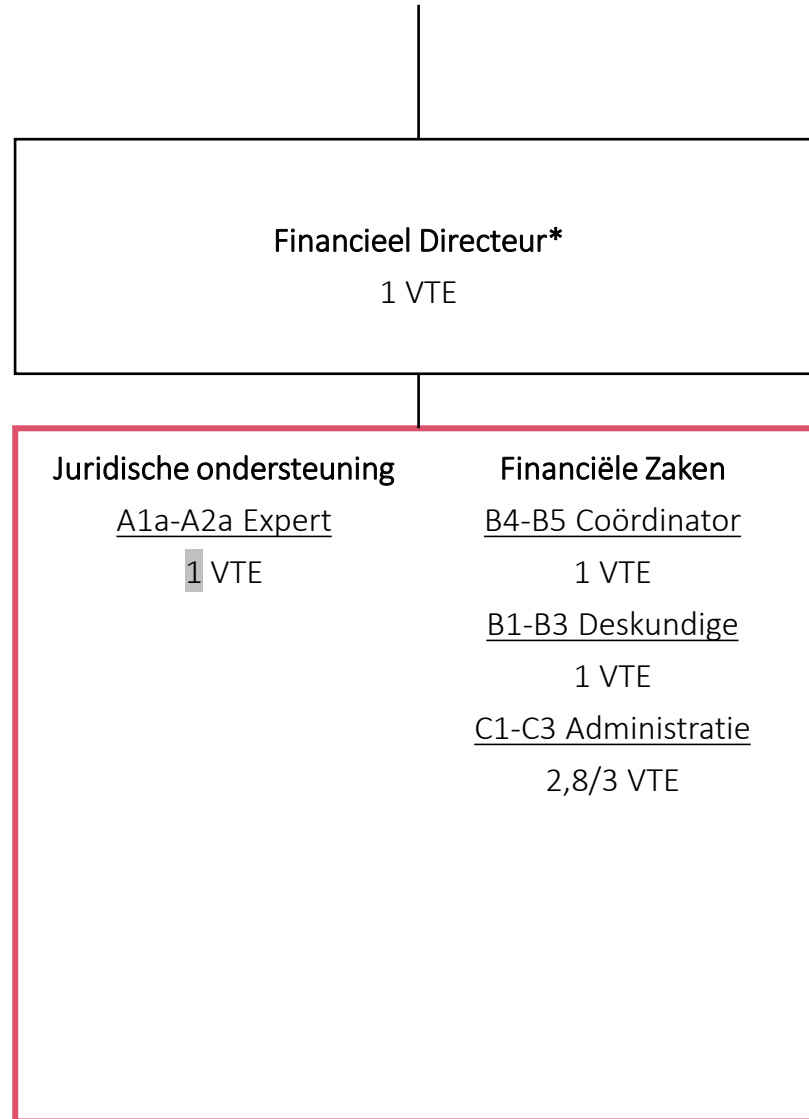 Financieel Directeur*
1 VTE
Juridische ondersteuning
A1a-A2a Expert
1 VTE
Financiële Zaken
B4-B5 Coördinator
1 VTE
B1-B3 Deskundige
1 VTE
C1-C3 Administratie
2,8/3 VTE